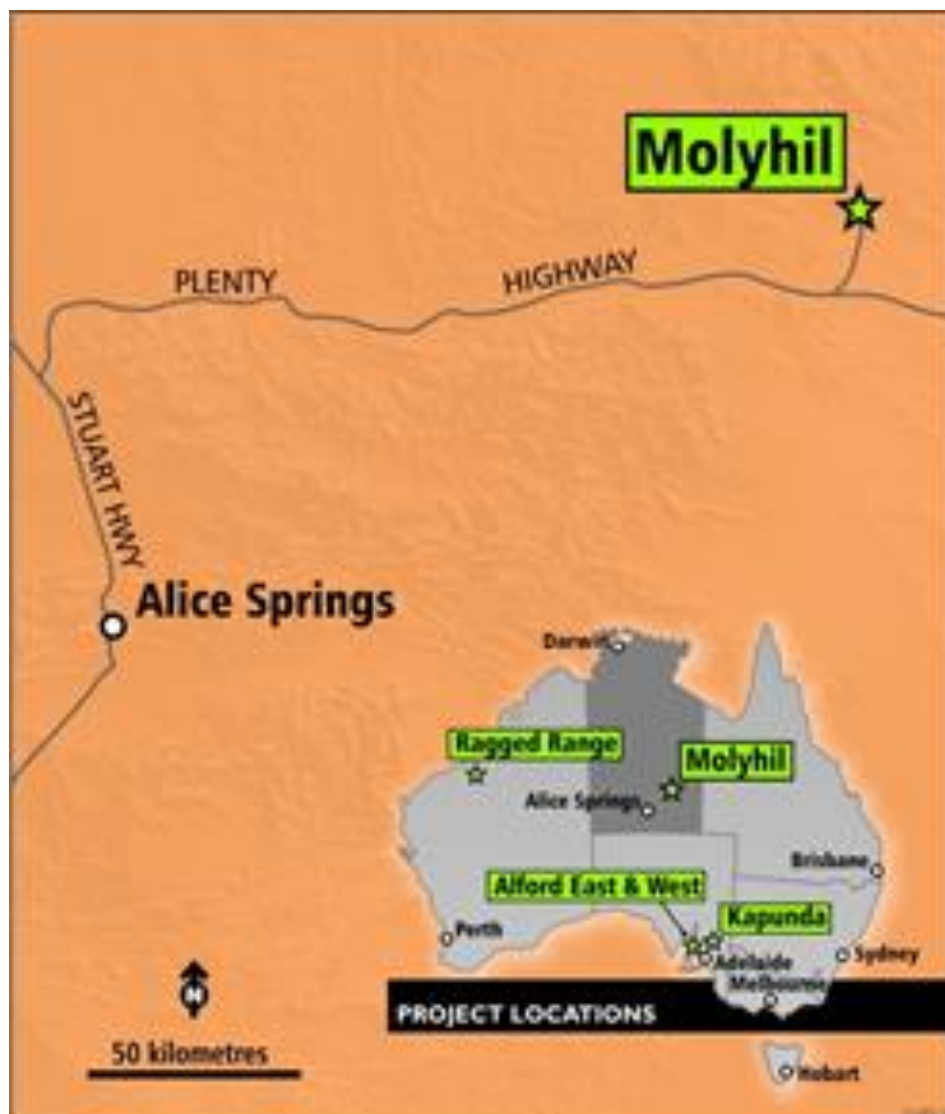 Molyhil
PLENTY
HIGHWAY
STUART HWY
Alice Springs
Darwin
Ragged Range
Molyhil
Alice Springs
Brisbane
Alford East & West
Kapunda
Perth
Sydney
Adelaide
Melbourne
N
PROJECT LOCATIONS
50 kilometres
Hobart